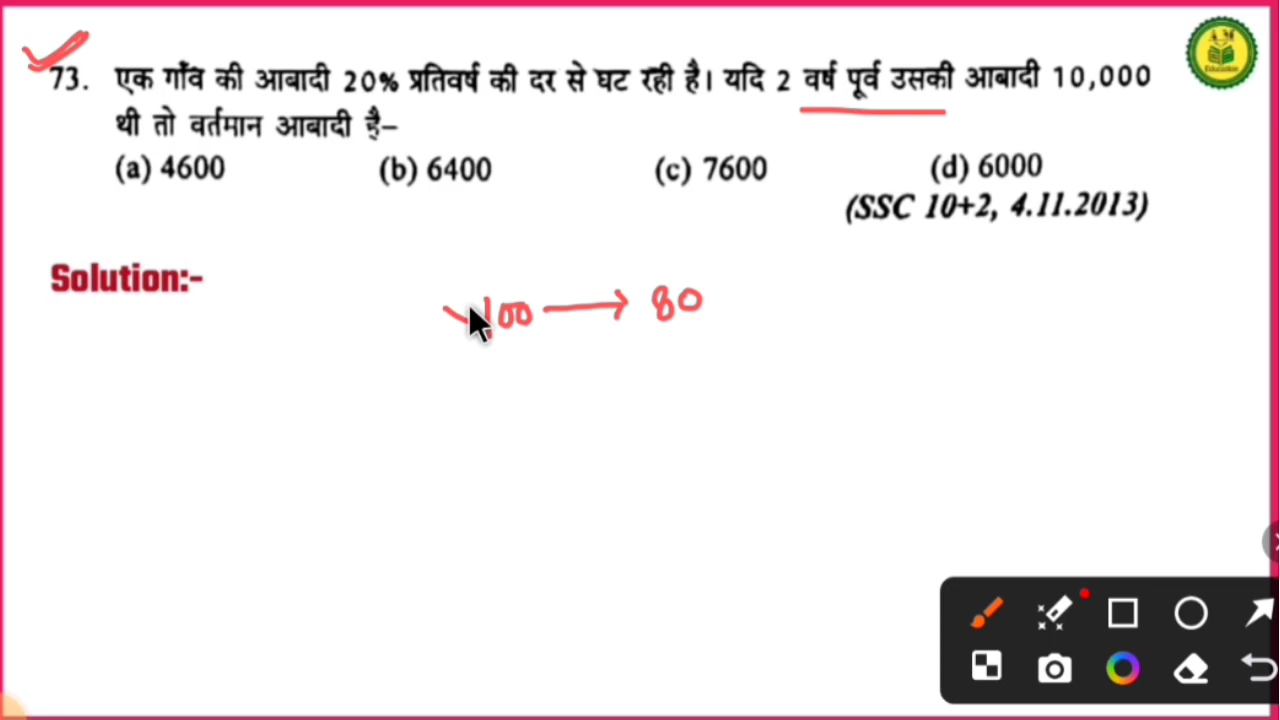 73. एक गाँव की आबादी 20% प्रतिवर्ष की दर से घट रही है। यदि 2 वर्ष पूर्व उसकी आबादी 10,000
थी तो वर्तमान आबादी है–
(a) 4600 (b) 6400 (c) 7600 (d) 6000
(SSC 10+2, 4.11.2013)
Solution:-
100 → 80